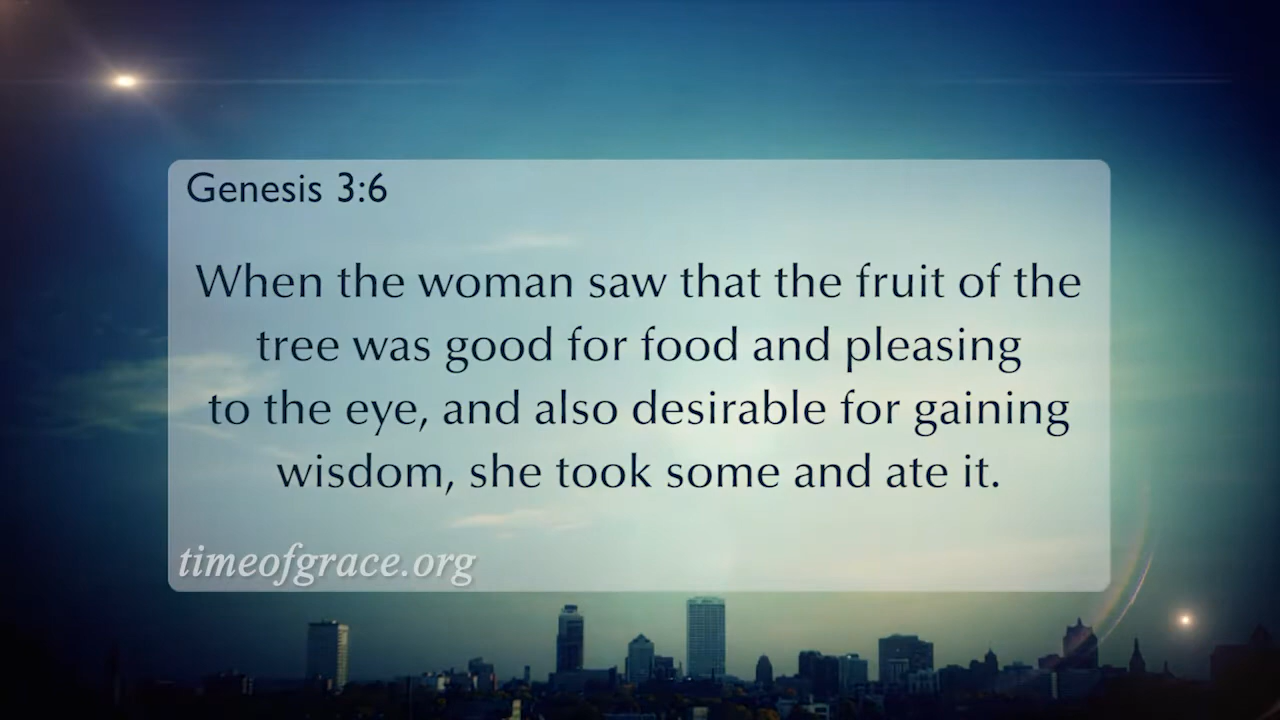 Genesis 3:6
When the woman saw that the fruit of the
tree was good for food and pleasing
to the eye, and also desirable for gaining
wisdom, she took some and ate it.
timeofgrace.org